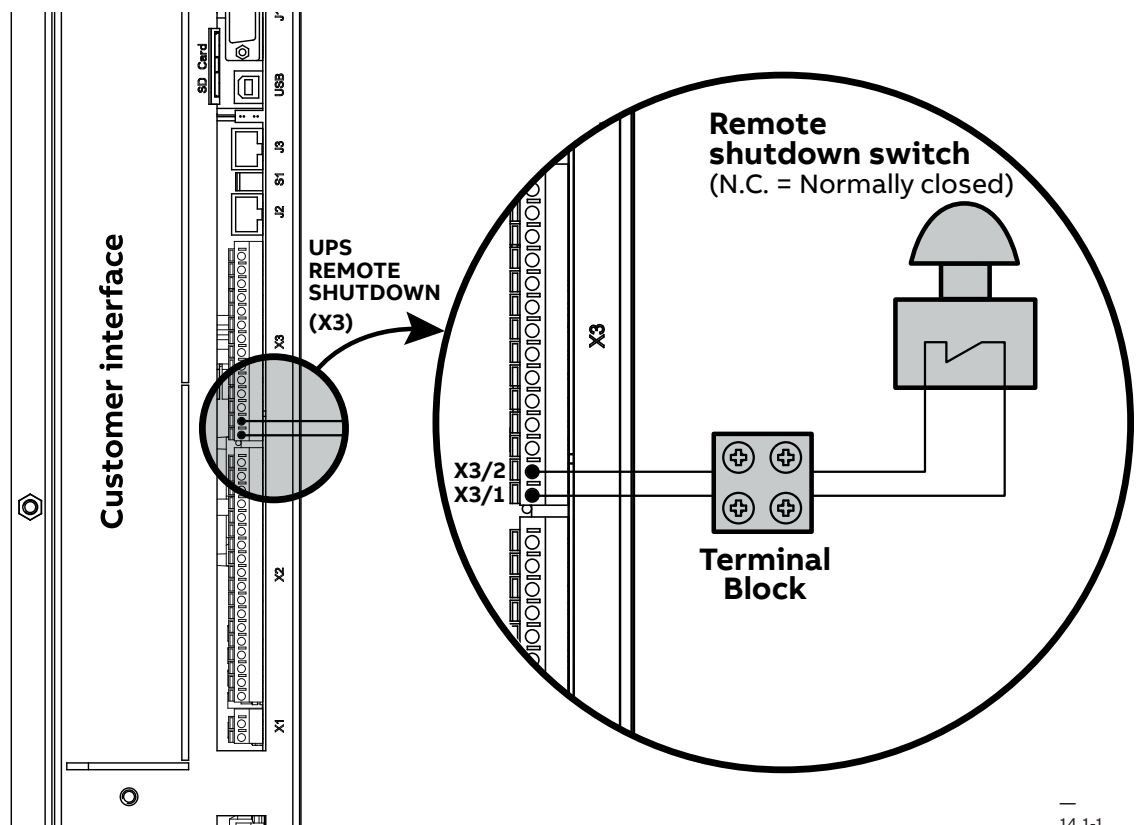 SD Card
USB
J3
S1
J2
X3
X2
X1
Customer interface
UPS
REMOTE
SHUTDOWN
(X3)
Remote
shutdown switch
(N.C. = Normally closed)
X3
X3/2
X3/1
Terminal
Block